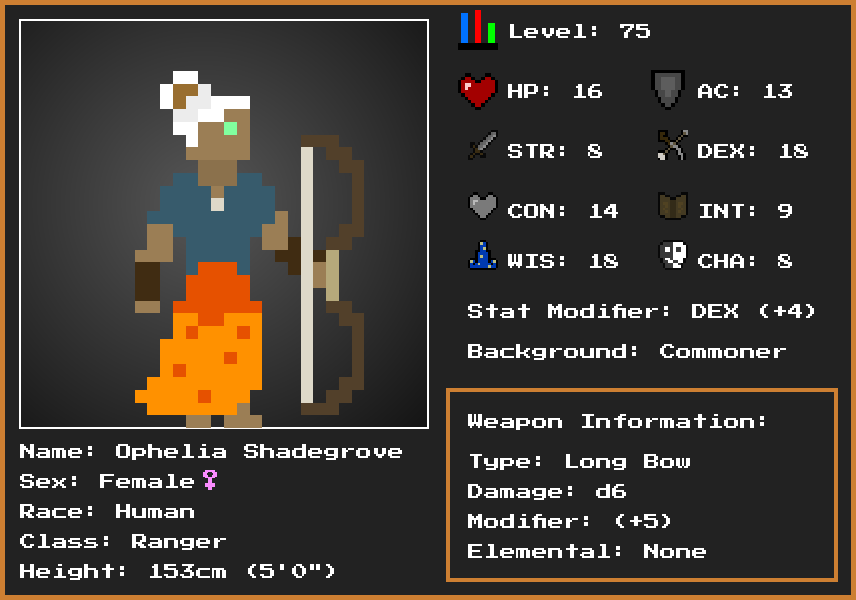 Level: 75
HP: 16
AC: 13
STR: 8
DEX: 18
CON: 14
INT: 9
WIS: 18
CHA: 8
Stat Modifier: DEX (+4)
Background: Commoner
Weapon Information:
Type: Long Bow
Damage: d6
Modifier: (+5)
Elemental: None
Name: Ophelia Shadegrove
Sex: Female♀
Race: Human
Class: Ranger
Height: 153cm (5'0")